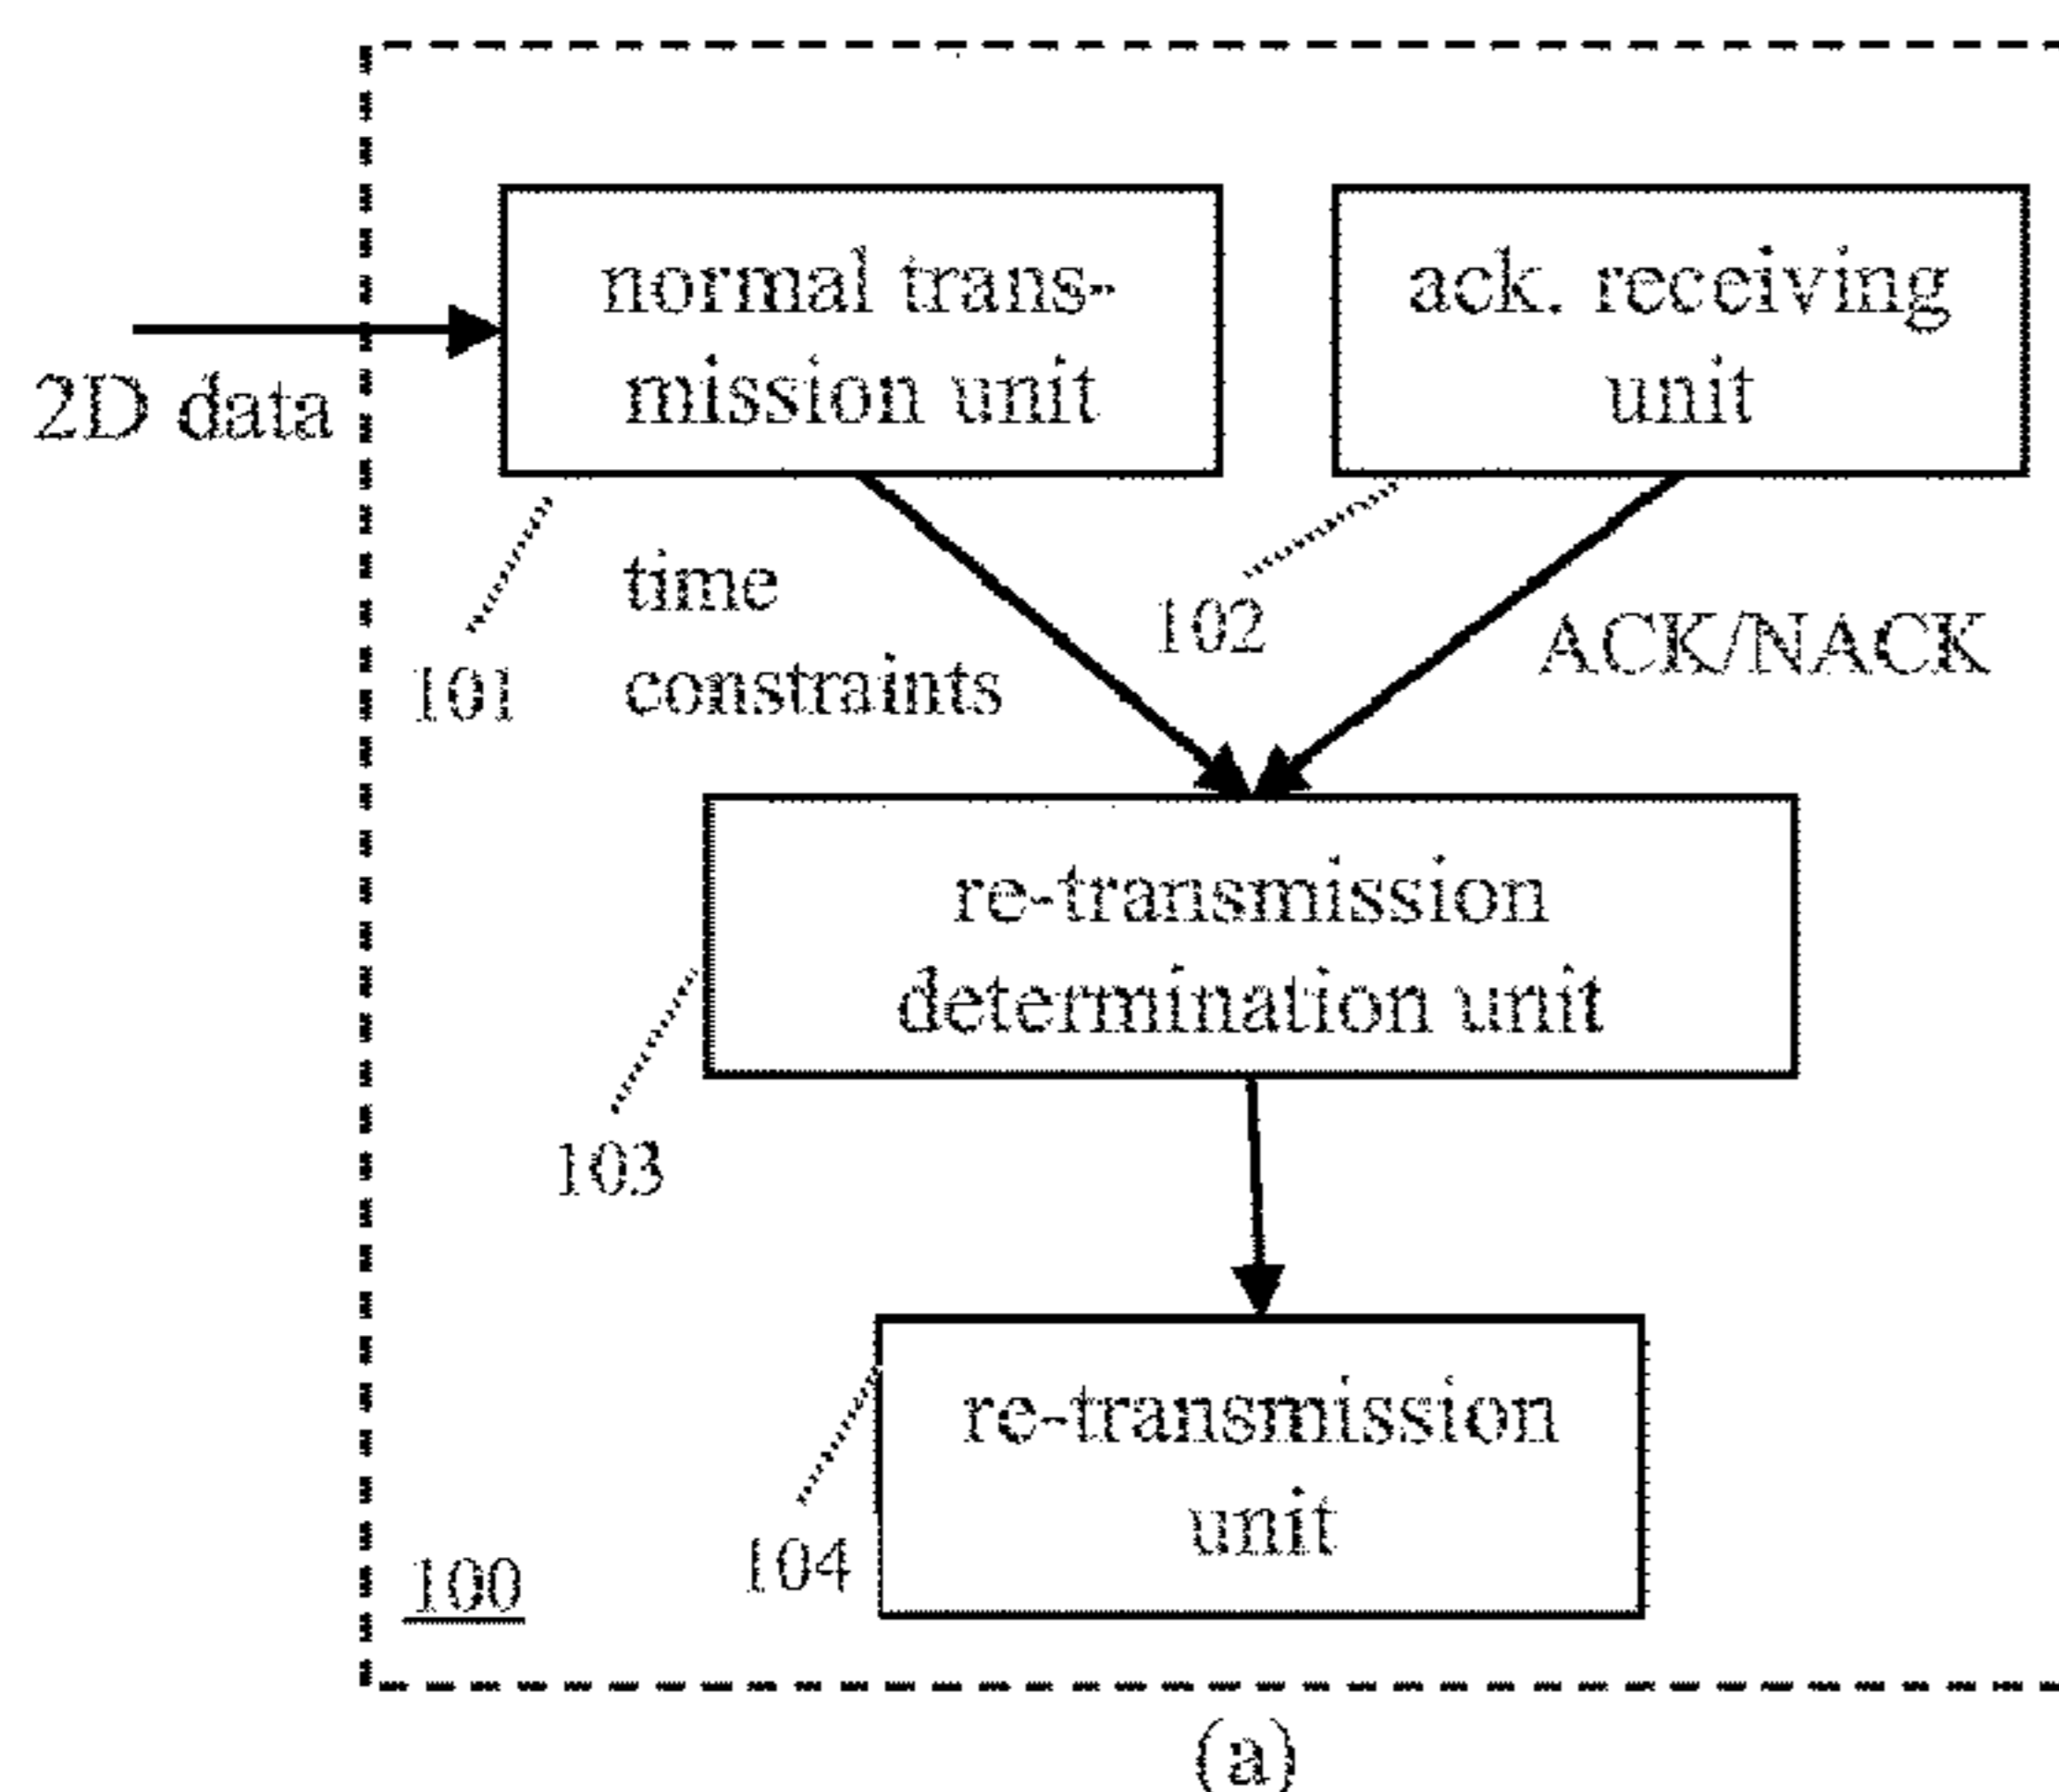 normal trans-
mission unit
ack. receiving
unit
2D data
time
constraints
101
102
ACK/NACK
re-transmission
determination unit
103
re-transmission
unit
104
100
(a)